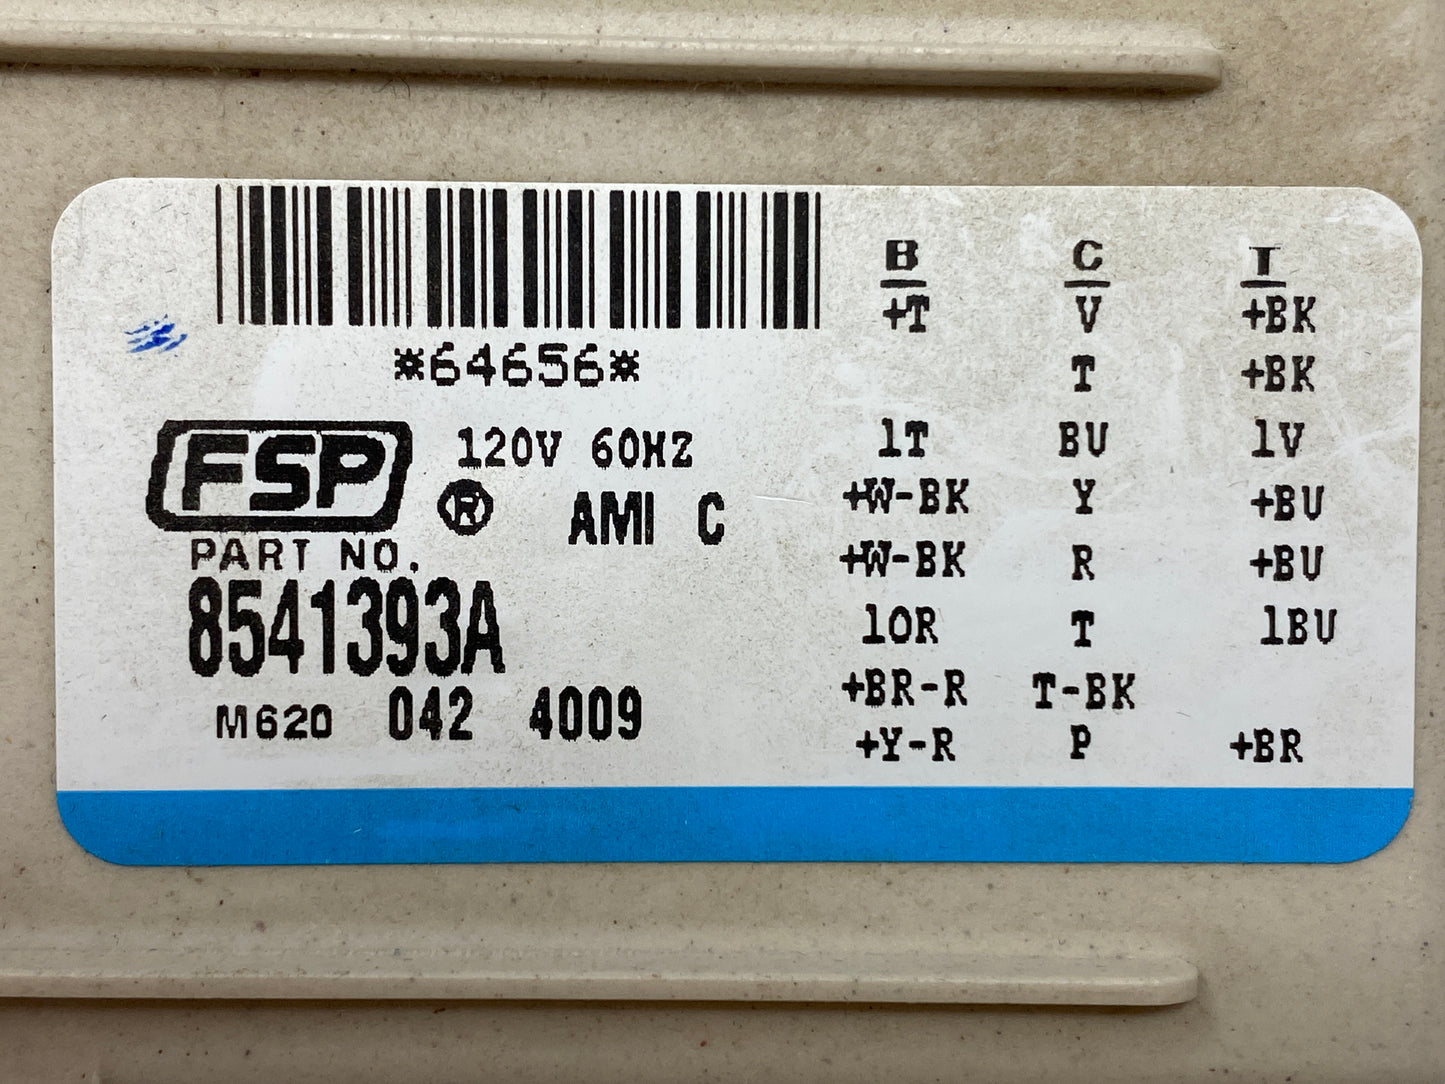 *64656*
FSP
®
120V 60HZ
AMI C
PART NO.
8541393A
M620 042 4009
B C T
+T V +BK
T +BK
1T BU 1V
+W-BK Y +BU
+W-BK R +BU
1OR T 1BU
+BR-R T-BK
+Y-R P +BR